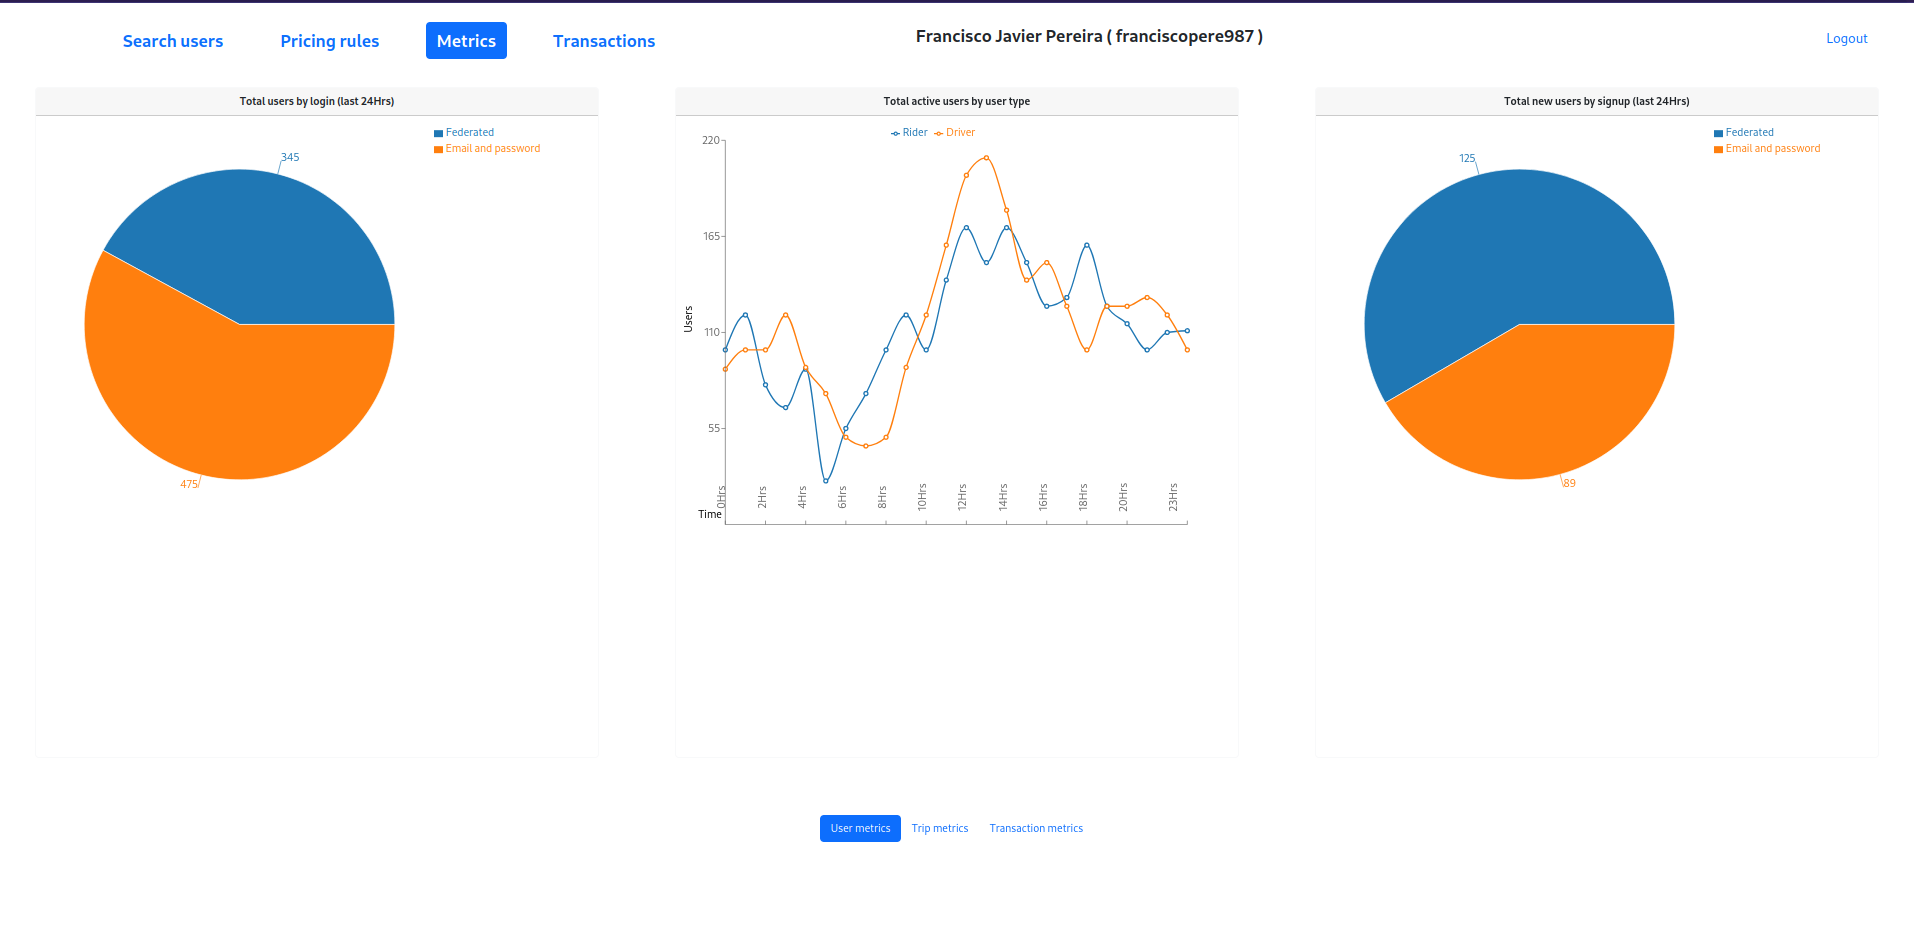 Search users
Pricing rules
Metrics
Transactions
Francisco Javier Pereira ( franciscopere987 )
Logout
Total users by login (last 24Hrs)
Federated
Email and password
345
475
Total active users by user type
Rider
Driver
220
165
110
55
Users
Time
0Hrs
2Hrs
4Hrs
6Hrs
8Hrs
10Hrs
12Hrs
14Hrs
16Hrs
18Hrs
20Hrs
23Hrs
Total new users by signup (last 24Hrs)
Federated
Email and password
125
89
User metrics
Trip metrics
Transaction metrics